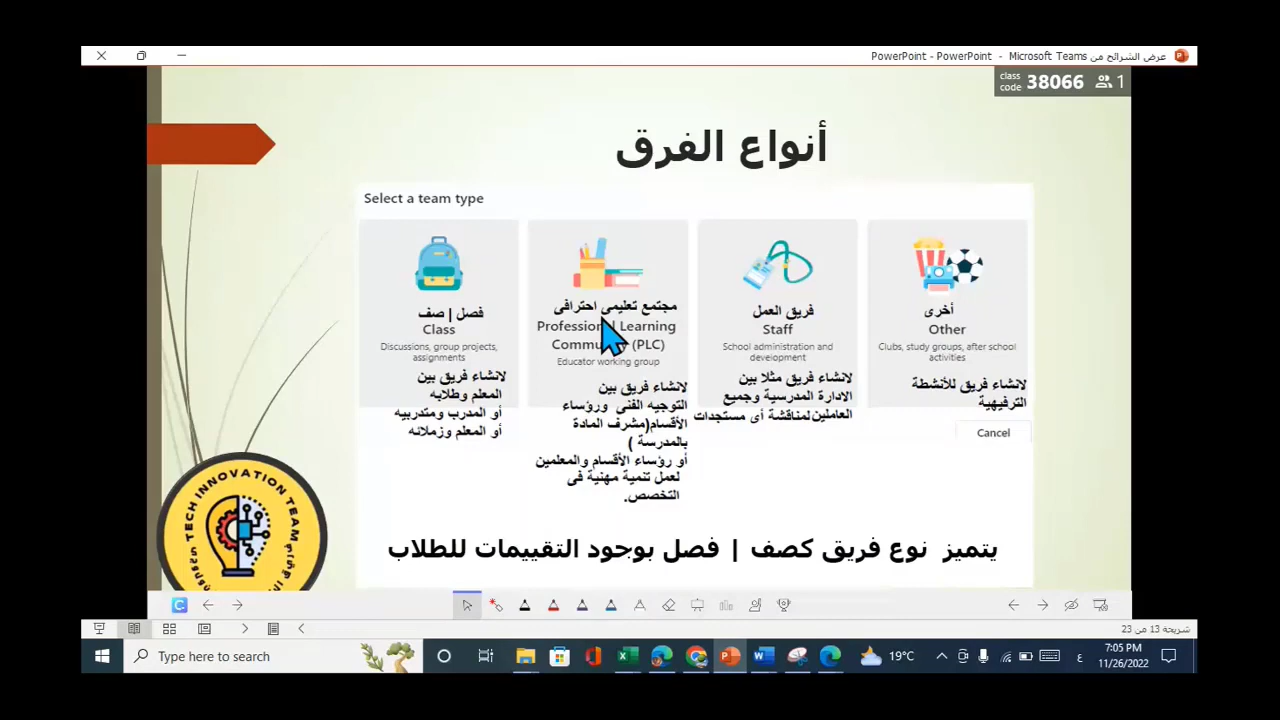 عرض الشرائح من PowerPoint - PowerPoint - Microsoft Teams
class code 38066 1
أنواع الفرق
Select a team type
فصل | صف
Class
Discussions, group projects,
assignments
لانشاء فريق بين
المعلم وطلابه
أو المدرب ومتدربيه
أو المعلم وزملائه
مجتمع تعليمى احترافى
Professional Learning
(PLC)
Educator working group
لانشاء فريق بين
التوجيه الفنى ورؤساء
الأقسام(مشرف المادة
بالمدرسة )
أو رؤساء الأقسام والمعلمين
لعمل تنمية مهنية فى
التخصص.
فريق العمل
Staff
School administration and
development
لانشاء فريق مثلا بين
الادارة المدرسية وجميع
العاملين لمناقشة أى مستجدات
أخرى
Other
Clubs, study groups, after school
activities
لانشاء فريق للأنشطة
الترفيهية
Cancel
يتميز نوع فريق كصف | فصل بوجود التقييمات للطلاب
TECH INNOVATION TEAM
شريحة 13 من 23
Type here to search
19°C
ع
7:05 PM
11/26/2022